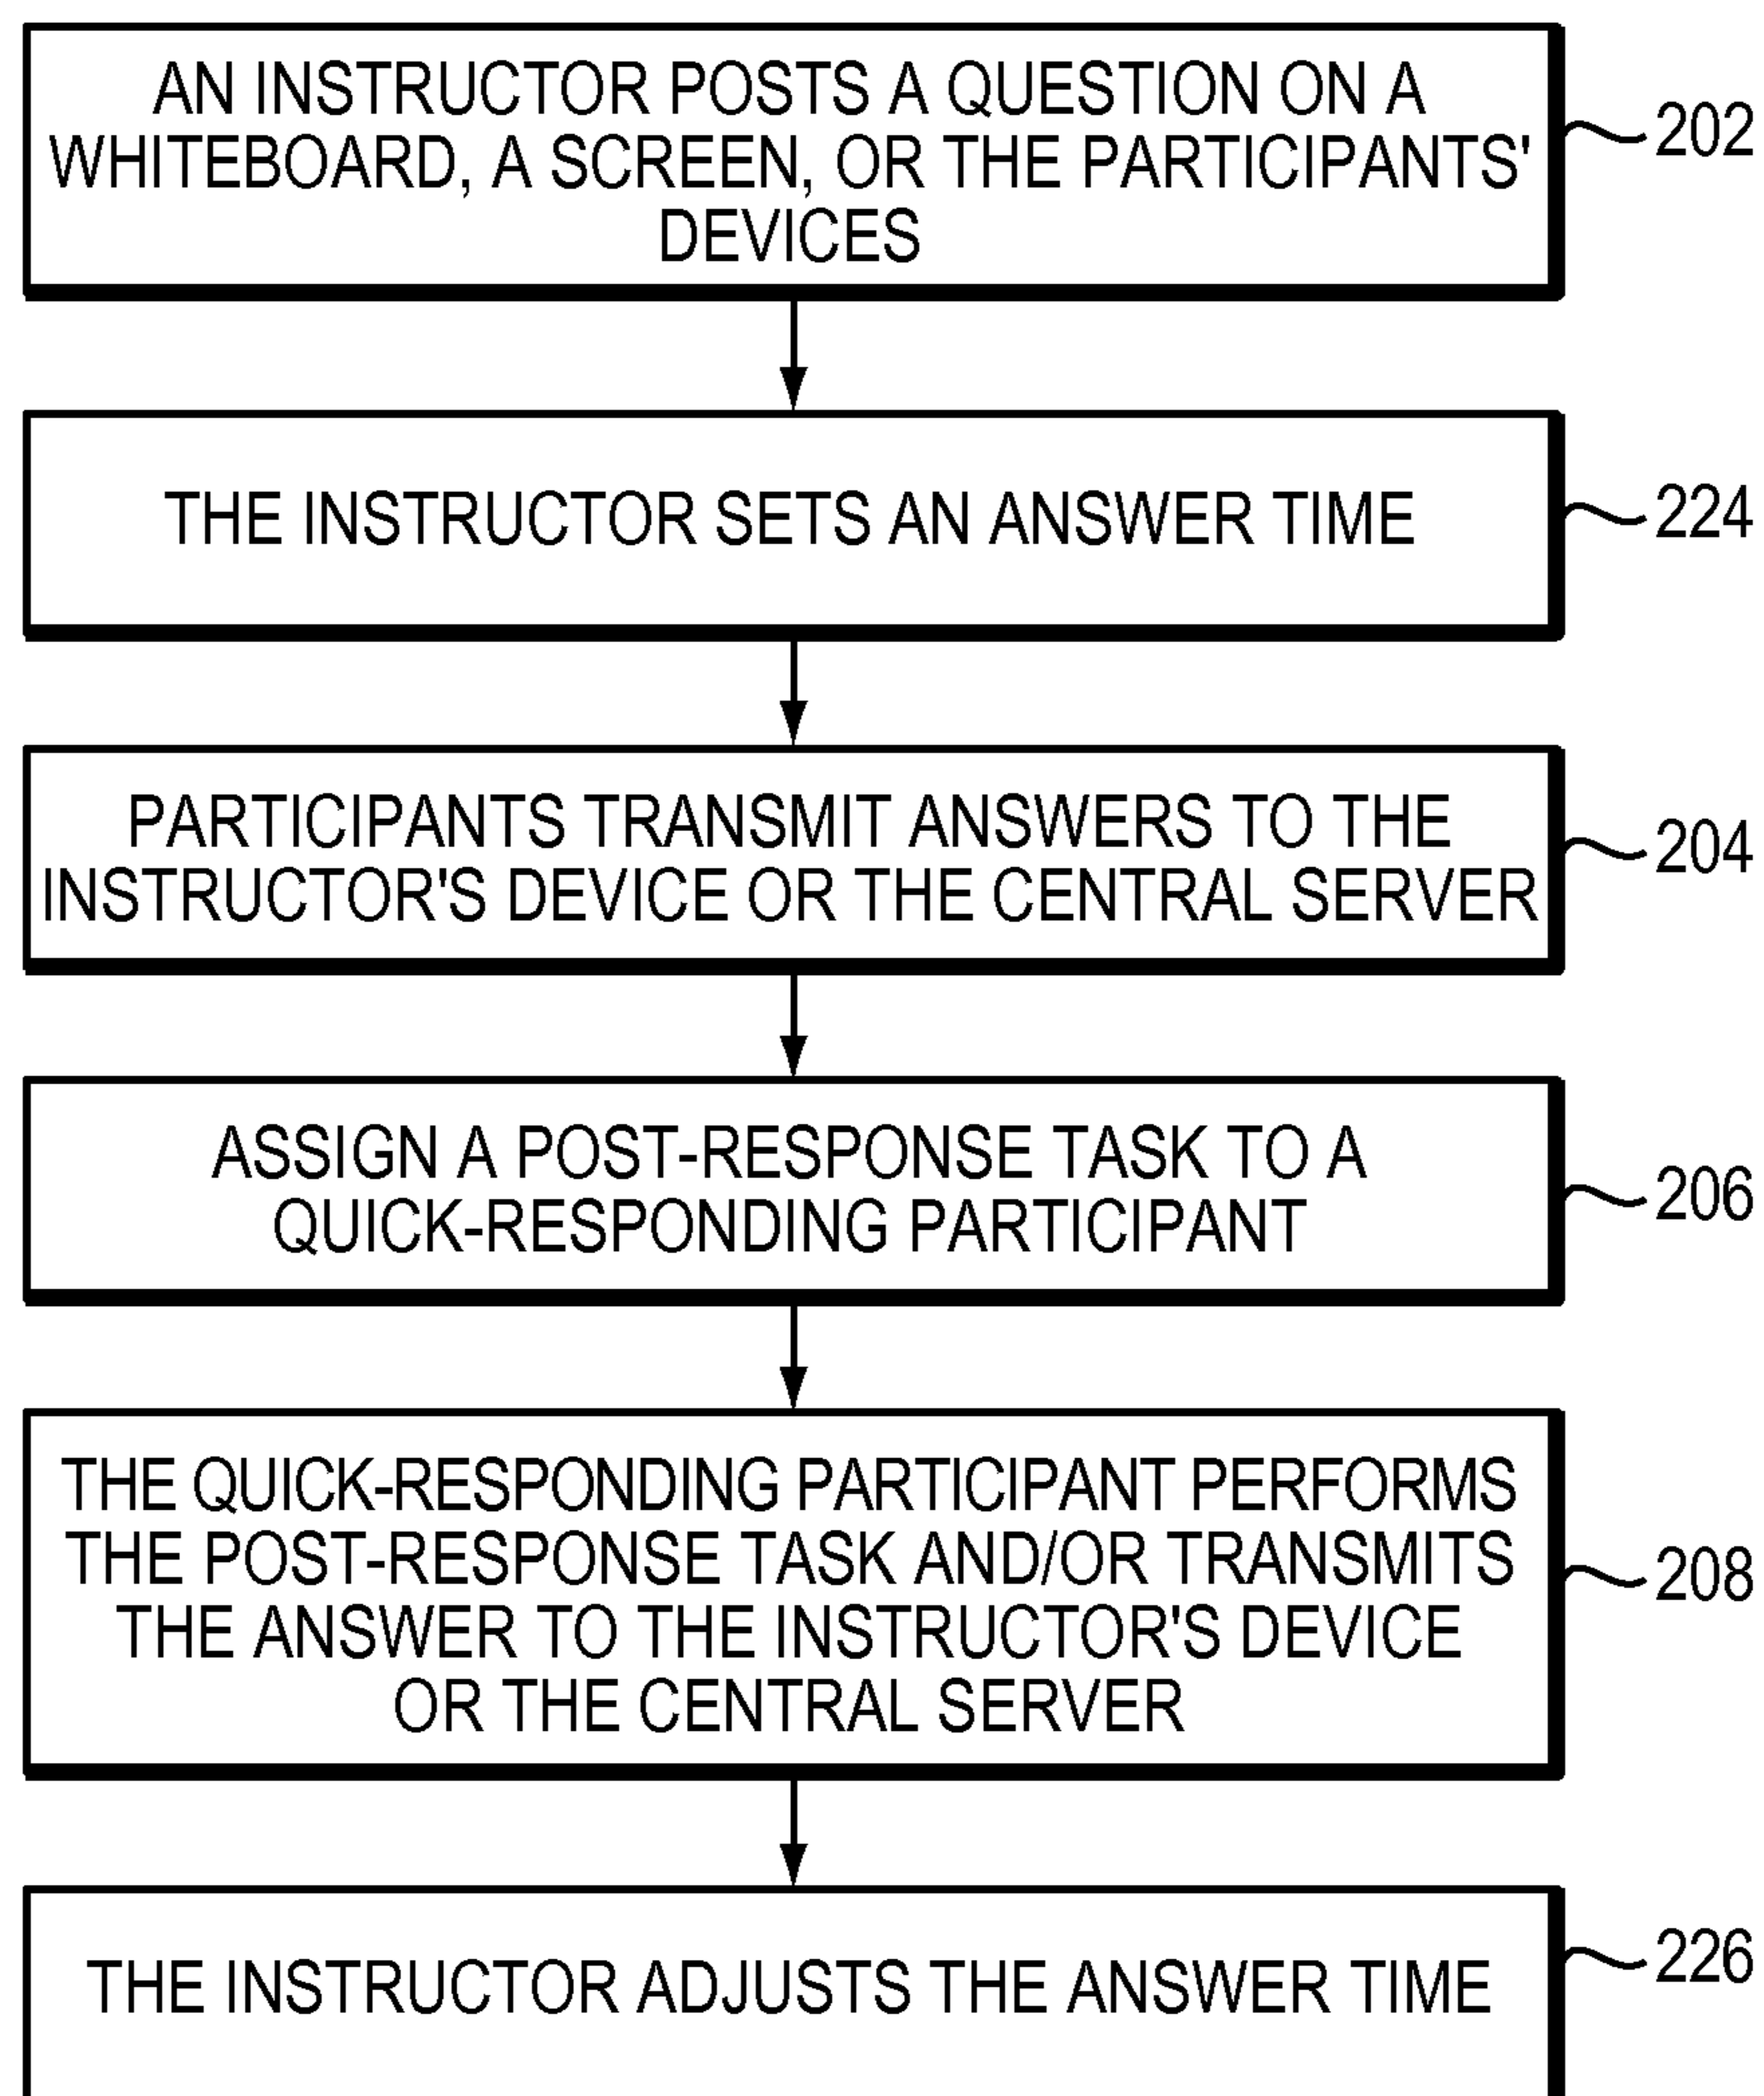 AN INSTRUCTOR POSTS A QUESTION ON A
WHITEBOARD, A SCREEN, OR THE PARTICIPANTS'
DEVICES
202
THE INSTRUCTOR SETS AN ANSWER TIME
224
PARTICIPANTS TRANSMIT ANSWERS TO THE
INSTRUCTOR'S DEVICE OR THE CENTRAL SERVER
204
ASSIGN A POST-RESPONSE TASK TO A
QUICK-RESPONDING PARTICIPANT
206
THE QUICK-RESPONDING PARTICIPANT PERFORMS
THE POST-RESPONSE TASK AND/OR TRANSMITS
THE ANSWER TO THE INSTRUCTOR'S DEVICE
OR THE CENTRAL SERVER
208
THE INSTRUCTOR ADJUSTS THE ANSWER TIME
226